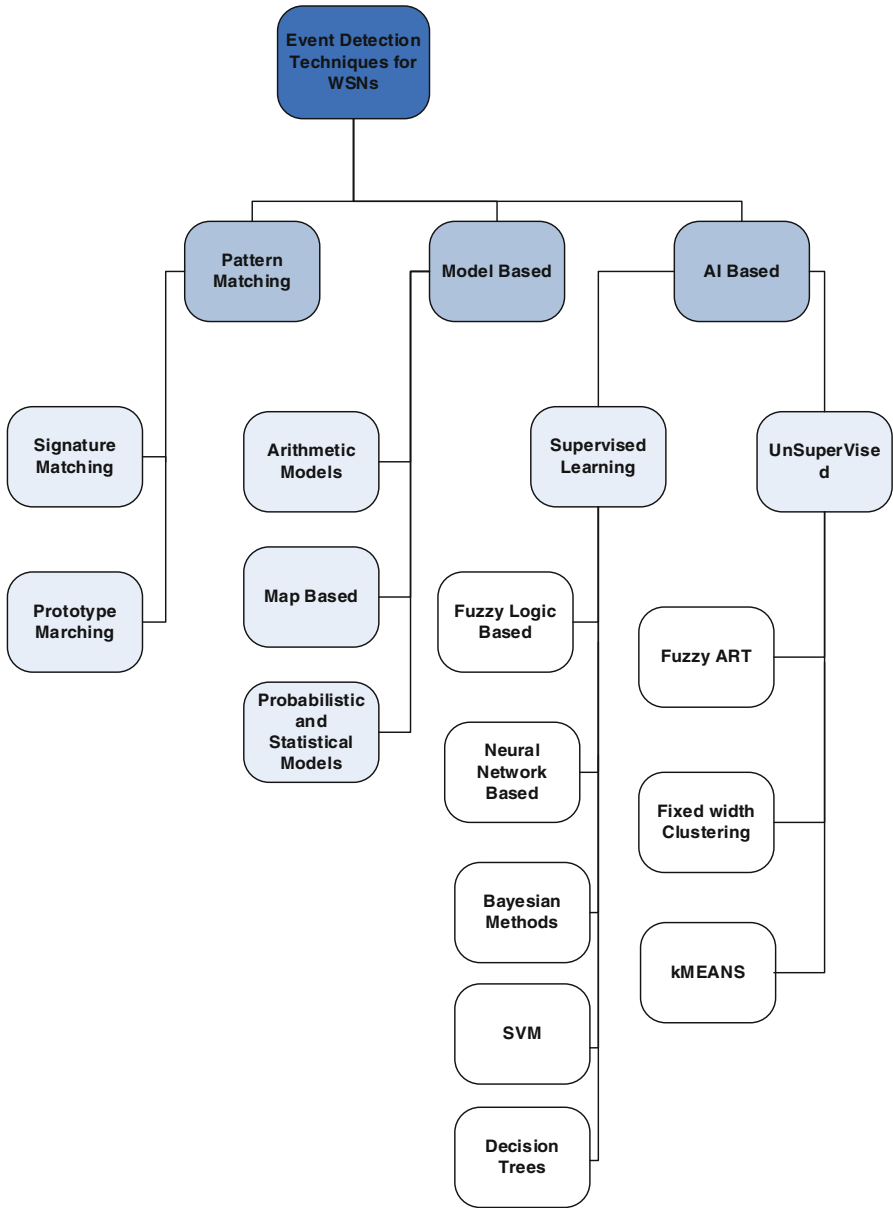 Event Detection
Techniques for
WSNs
Pattern
Matching
Model Based
AI Based
Signature
Matching
Prototype
Marching
Arithmetic
Models
Map Based
Probabilistic
and
Statistical
Models
Supervised
Learning
Fuzzy Logic
Based
Neural
Network
Based
Bayesian
Methods
SVM
Decision
Trees
UnSuperVise
d
Fuzzy ART
Fixed width
Clustering
kMEANS